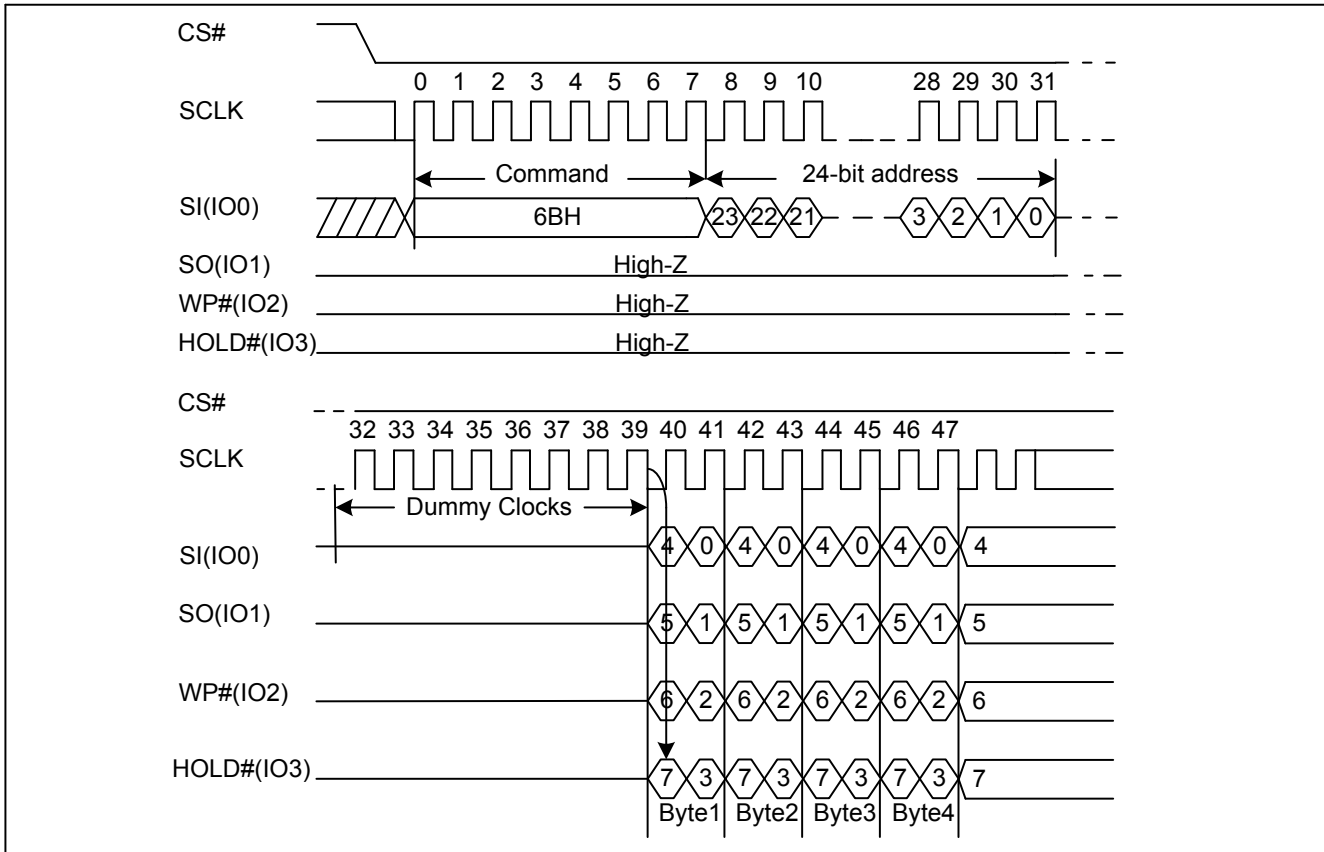 CS#
0 1 2 3 4 5 6 7 8 9 10 28 29 30 31
SCLK
Command 24-bit address
SI(IO0) 6BH 23 22 21 3 2 1 0
SO(IO1) High-Z
WP#(IO2) High-Z
HOLD#(IO3) High-Z
CS#
32 33 34 35 36 37 38 39 40 41 42 43 44 45 46 47
SCLK
Dummy Clocks
SI(IO0) 4 0 4 0 4 0 4 0 4
SO(IO1) 5 1 5 1 5 1 5 1 5
WP#(IO2) 6 2 6 2 6 2 6 2 6
HOLD#(IO3) 7 3 7 3 7 3 7 3 7
Byte1 Byte2 Byte3 Byte4